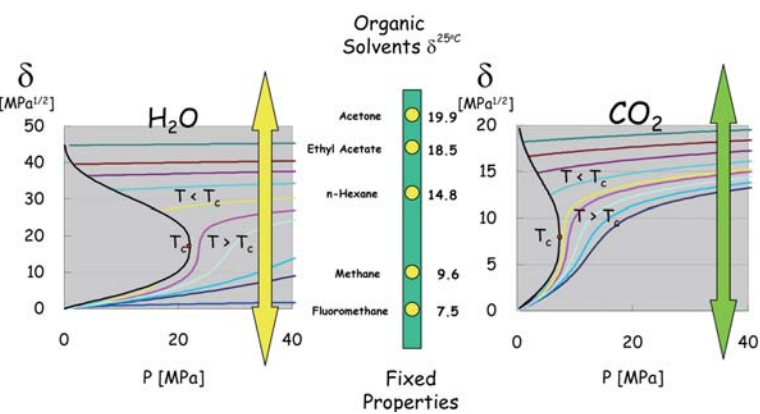 Organic
Solvents δ25ºC
δ
[MPa1/2]
H2O
50
40
30
20
10
0
T < Tc
Tc
T > Tc
0
20
40
P [MPa]
Acetone 19.9
Ethyl Acetate 18.5
n-Hexane 14.8
Methane 9.6
Fluoromethane 7.5
Fixed
Properties
δ
[MPa1/2]
CO2
20
15
10
5
0
T < Tc
T > Tc
Tc
0
20
40
P [MPa]